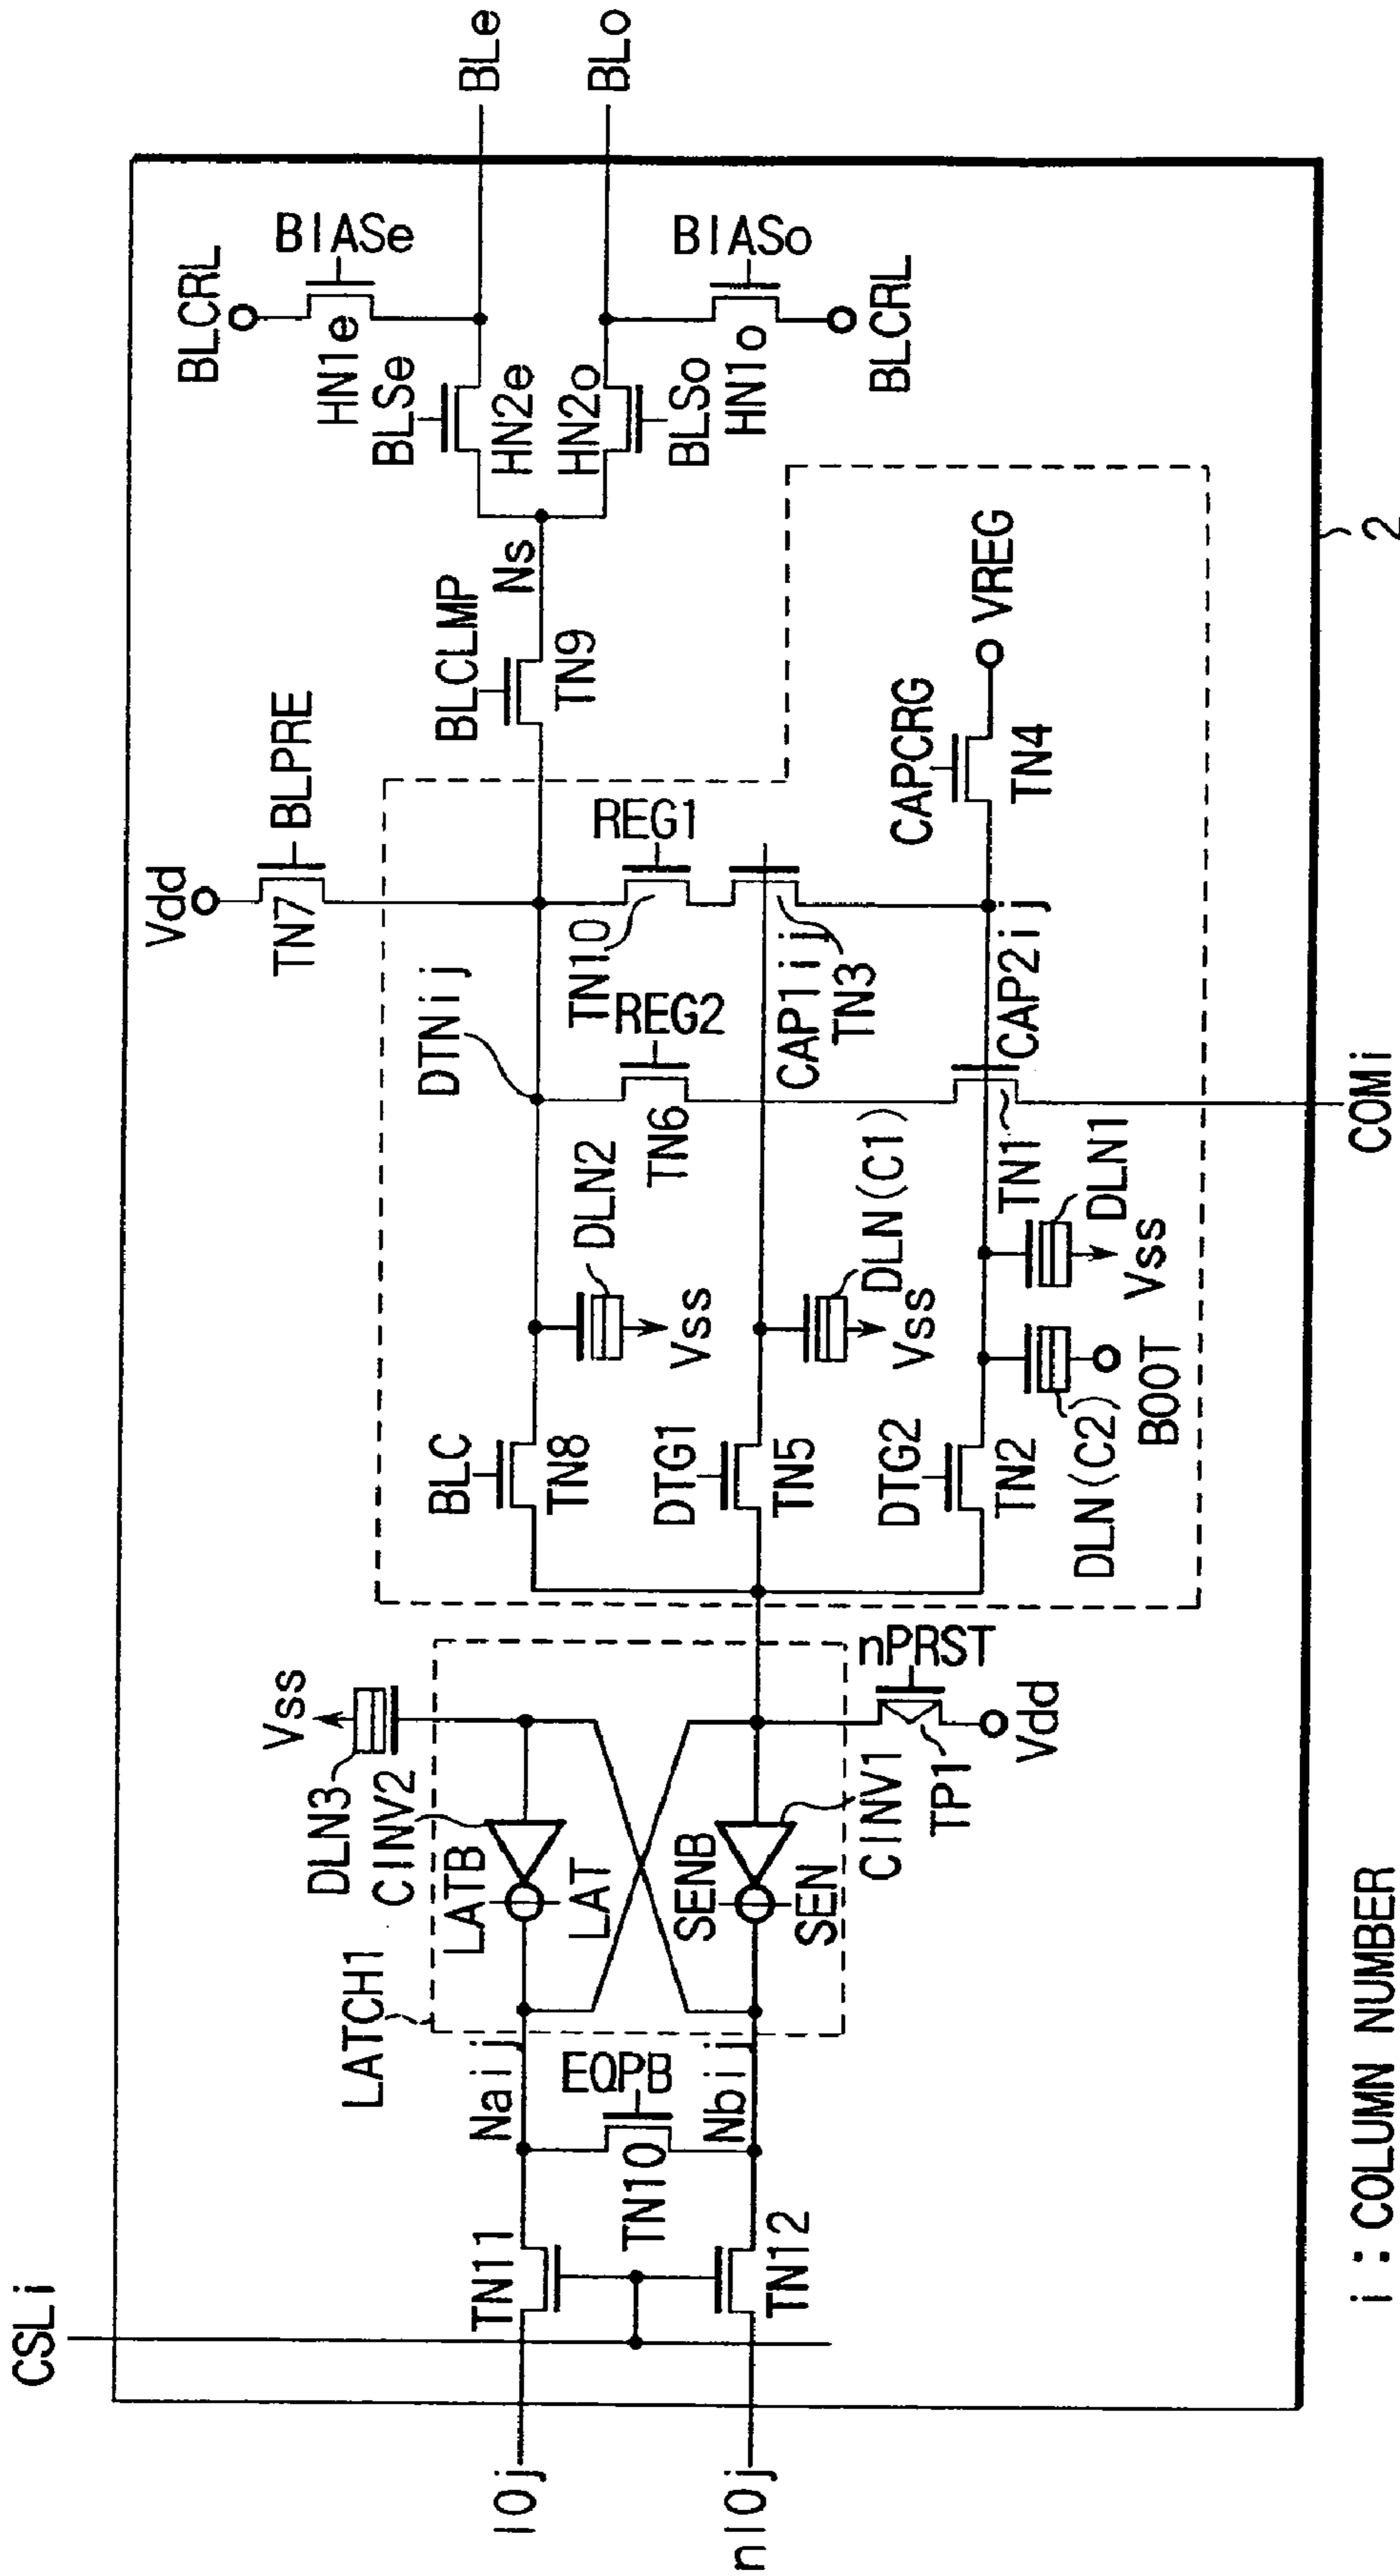 BLe
BLo
BLCRL
BIASe
HN1e
BLSe
HN2e
HN2o
BLSo
BIASo
HN1o
BLCRL
Ns
BLCLMP
TN9
Vdd
BLPRE
TN7
REG1
TN10
CAP1ij
TN3
CAPCRG
TN4
VREG
DTNij
REG2
TN6
CAP2ij
TN1
COMi
DLN2
Vss
DLN(C1)
Vss
DLN1
Vss
BLC
TN8
DTG1
TN5
DTG2
TN2
DLN(C2)
BOOT
Vss
DLN3
CINV2
LATB
LAT
SENB
SEN
CINV1
nPRST
TP1
Vdd
LATCH1
Naij
EQPB
Nbij
TN10
TN11
TN12
CSLi
IOj
nIOj
2
i : COLUMN NUMBER